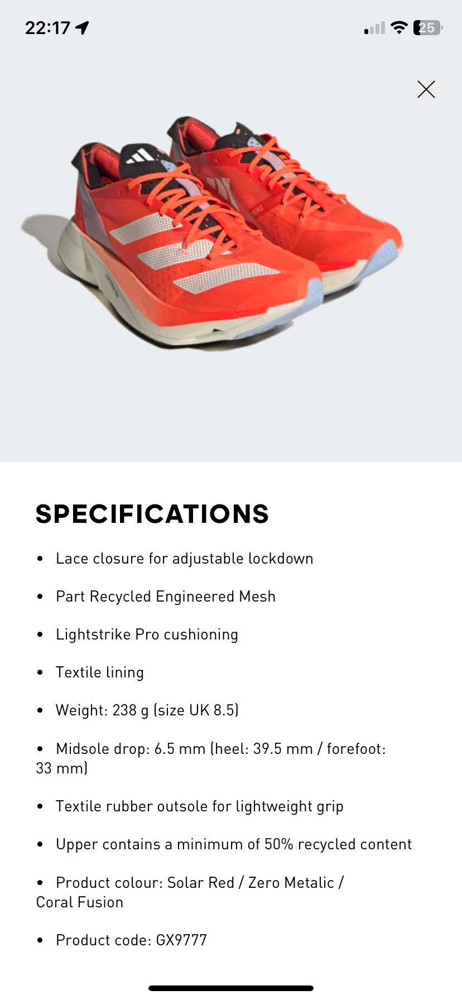 22:17
25
SPECIFICATIONS
• Lace closure for adjustable lockdown
• Part Recycled Engineered Mesh
• Lightstrike Pro cushioning
• Textile lining
• Weight: 238 g (size UK 8.5)
• Midsole drop: 6.5 mm (heel: 39.5 mm / forefoot:
33 mm)
• Textile rubber outsole for lightweight grip
• Upper contains a minimum of 50% recycled content
• Product colour: Solar Red / Zero Metalic /
Coral Fusion
• Product code: GX9777